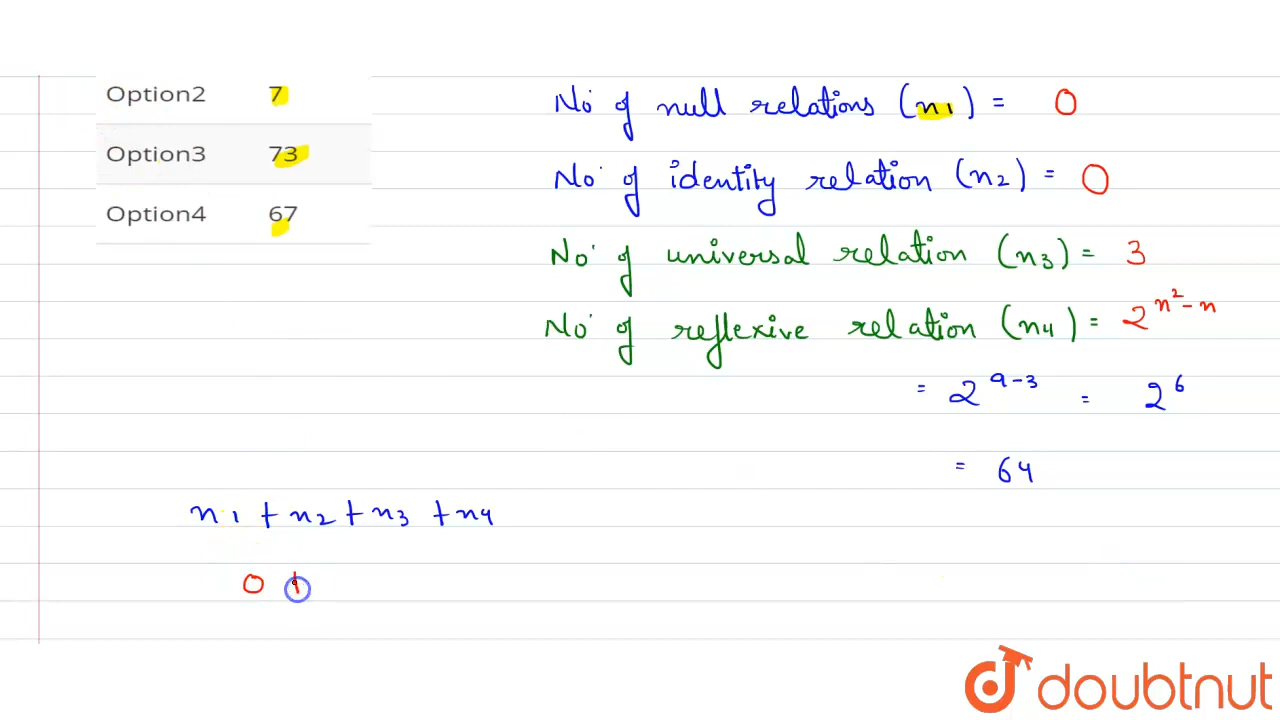 Option2 7
Option3 73
Option4 67
No of null relations (n1) = 0
No of identity relation (n2) = 0
No of universal relation (n3) = 3
No of reflexive relation (n4) = 2^n²-n
= 2^9-3 = 2^6
= 64
n1 + n2 + n3 + n4
0 +
doubtnut